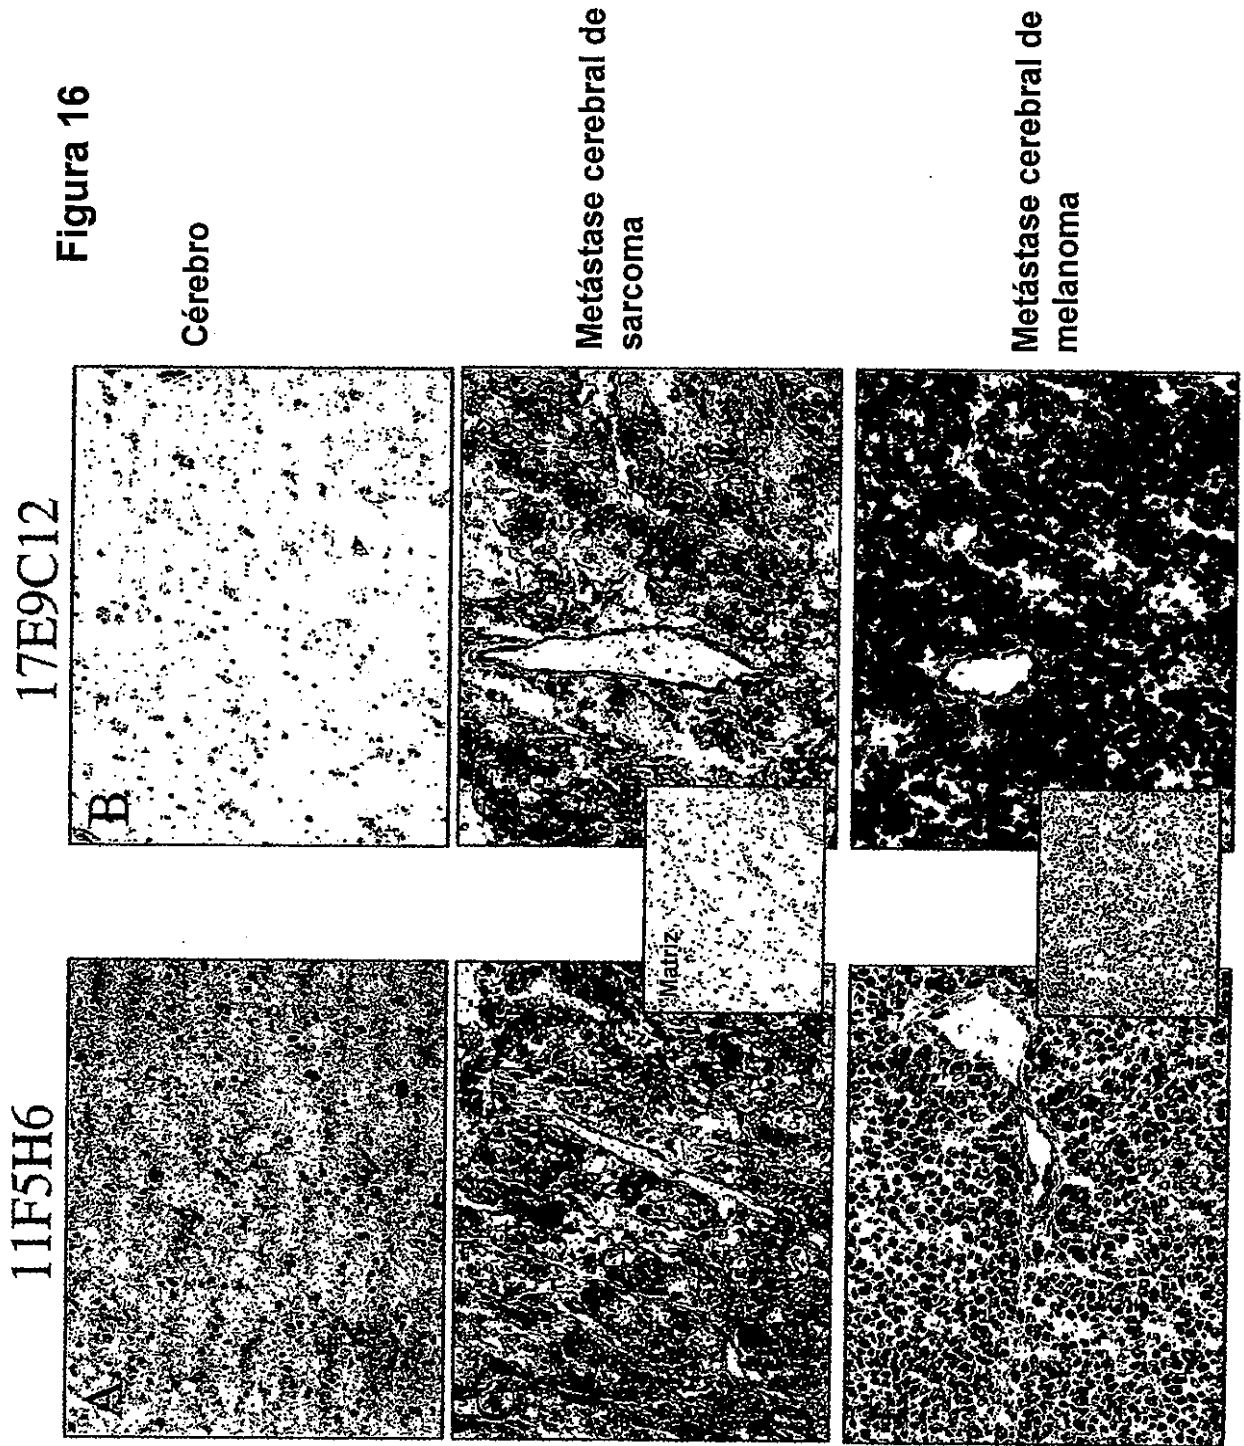 Figura 16
11F5H6
17E9C12
A
B
Cérebro
C
Matriz
Metástase cerebral de
sarcoma
Metástase cerebral de
melanoma